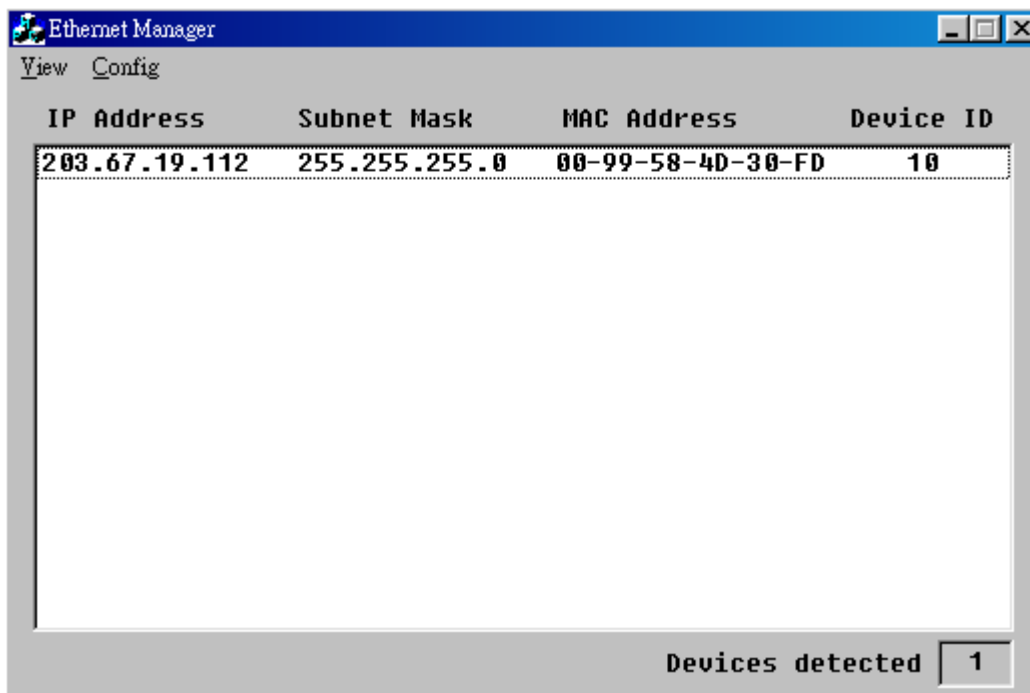 Ethernet Manager
View Config
IP Address Subnet Mask MAC Address Device ID
203.67.19.112 255.255.255.0 00-99-58-4D-30-FD 10
Devices detected 1